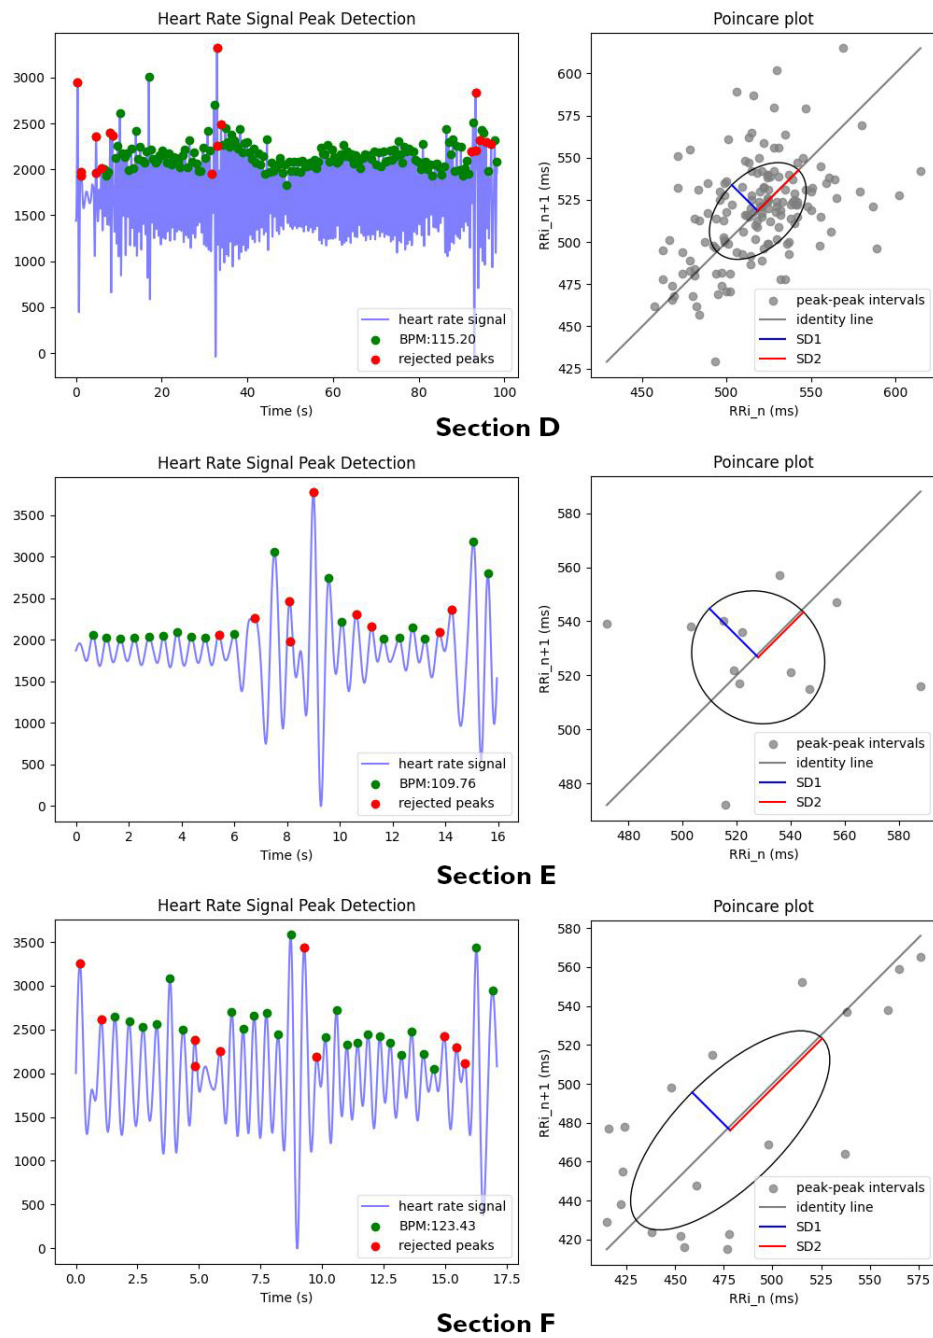 Heart Rate Signal Peak Detection
3000
2500
2000
1500
1000
500
0
heart rate signal
BPM:115.20
rejected peaks
0 20 40 60 80 100
Time (s)
Poincare plot
600
575
550
525
500
475
450
425
RRi_n+1 (ms)
peak-peak intervals
identity line
SD1
SD2
450 500 550 600
RRi_n (ms)
Section D
Heart Rate Signal Peak Detection
3500
3000
2500
2000
1500
1000
500
0
heart rate signal
BPM:109.76
rejected peaks
0 2 4 6 8 10 12 14 16
Time (s)
Poincare plot
580
560
540
520
500
480
RRi_n+1 (ms)
peak-peak intervals
identity line
SD1
SD2
480 500 520 540 560 580
RRi_n (ms)
Section E
Heart Rate Signal Peak Detection
3500
3000
2500
2000
1500
1000
500
0
heart rate signal
BPM:123.43
rejected peaks
0.0 2.5 5.0 7.5 10.0 12.5 15.0 17.5
Time (s)
Poincare plot
580
560
540
520
500
480
460
440
420
RRi_n+1 (ms)
peak-peak intervals
identity line
SD1
SD2
425 450 475 500 525 550 575
RRi_n (ms)
Section F